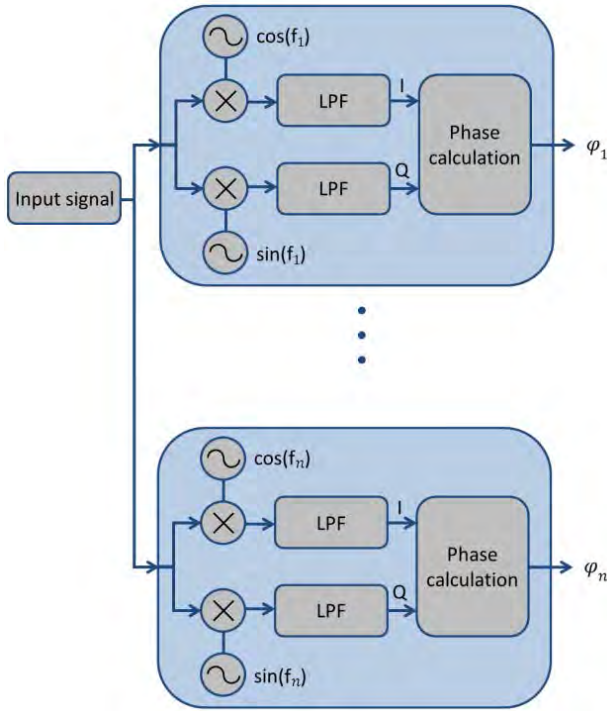 cos(f₁)
LPF
I
Phase
calculation
φ₁
Input signal
LPF
Q
sin(f₁)
cos(fₙ)
LPF
I
Phase
calculation
φₙ
LPF
Q
sin(fₙ)